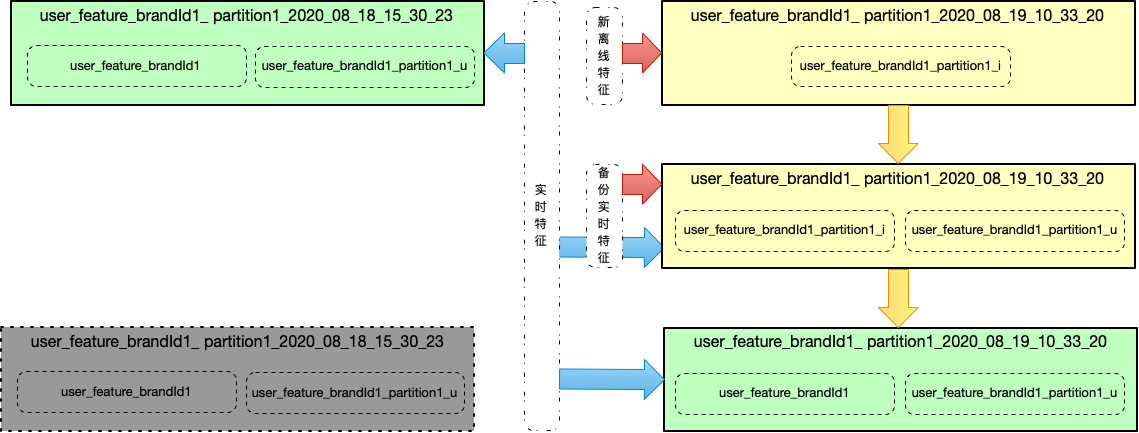 user_feature_brandId1_ partition1_2020_08_18_15_30_23
user_feature_brandId1
user_feature_brandId1_partition1_u
实时特征
新离线特征
user_feature_brandId1_ partition1_2020_08_19_10_33_20
user_feature_brandId1_partition1_i
备份实时特征
user_feature_brandId1_ partition1_2020_08_19_10_33_20
user_feature_brandId1_partition1_i
user_feature_brandId1_partition1_u
user_feature_brandId1_ partition1_2020_08_18_15_30_23
user_feature_brandId1
user_feature_brandId1_partition1_u
user_feature_brandId1_ partition1_2020_08_19_10_33_20
user_feature_brandId1
user_feature_brandId1_partition1_u